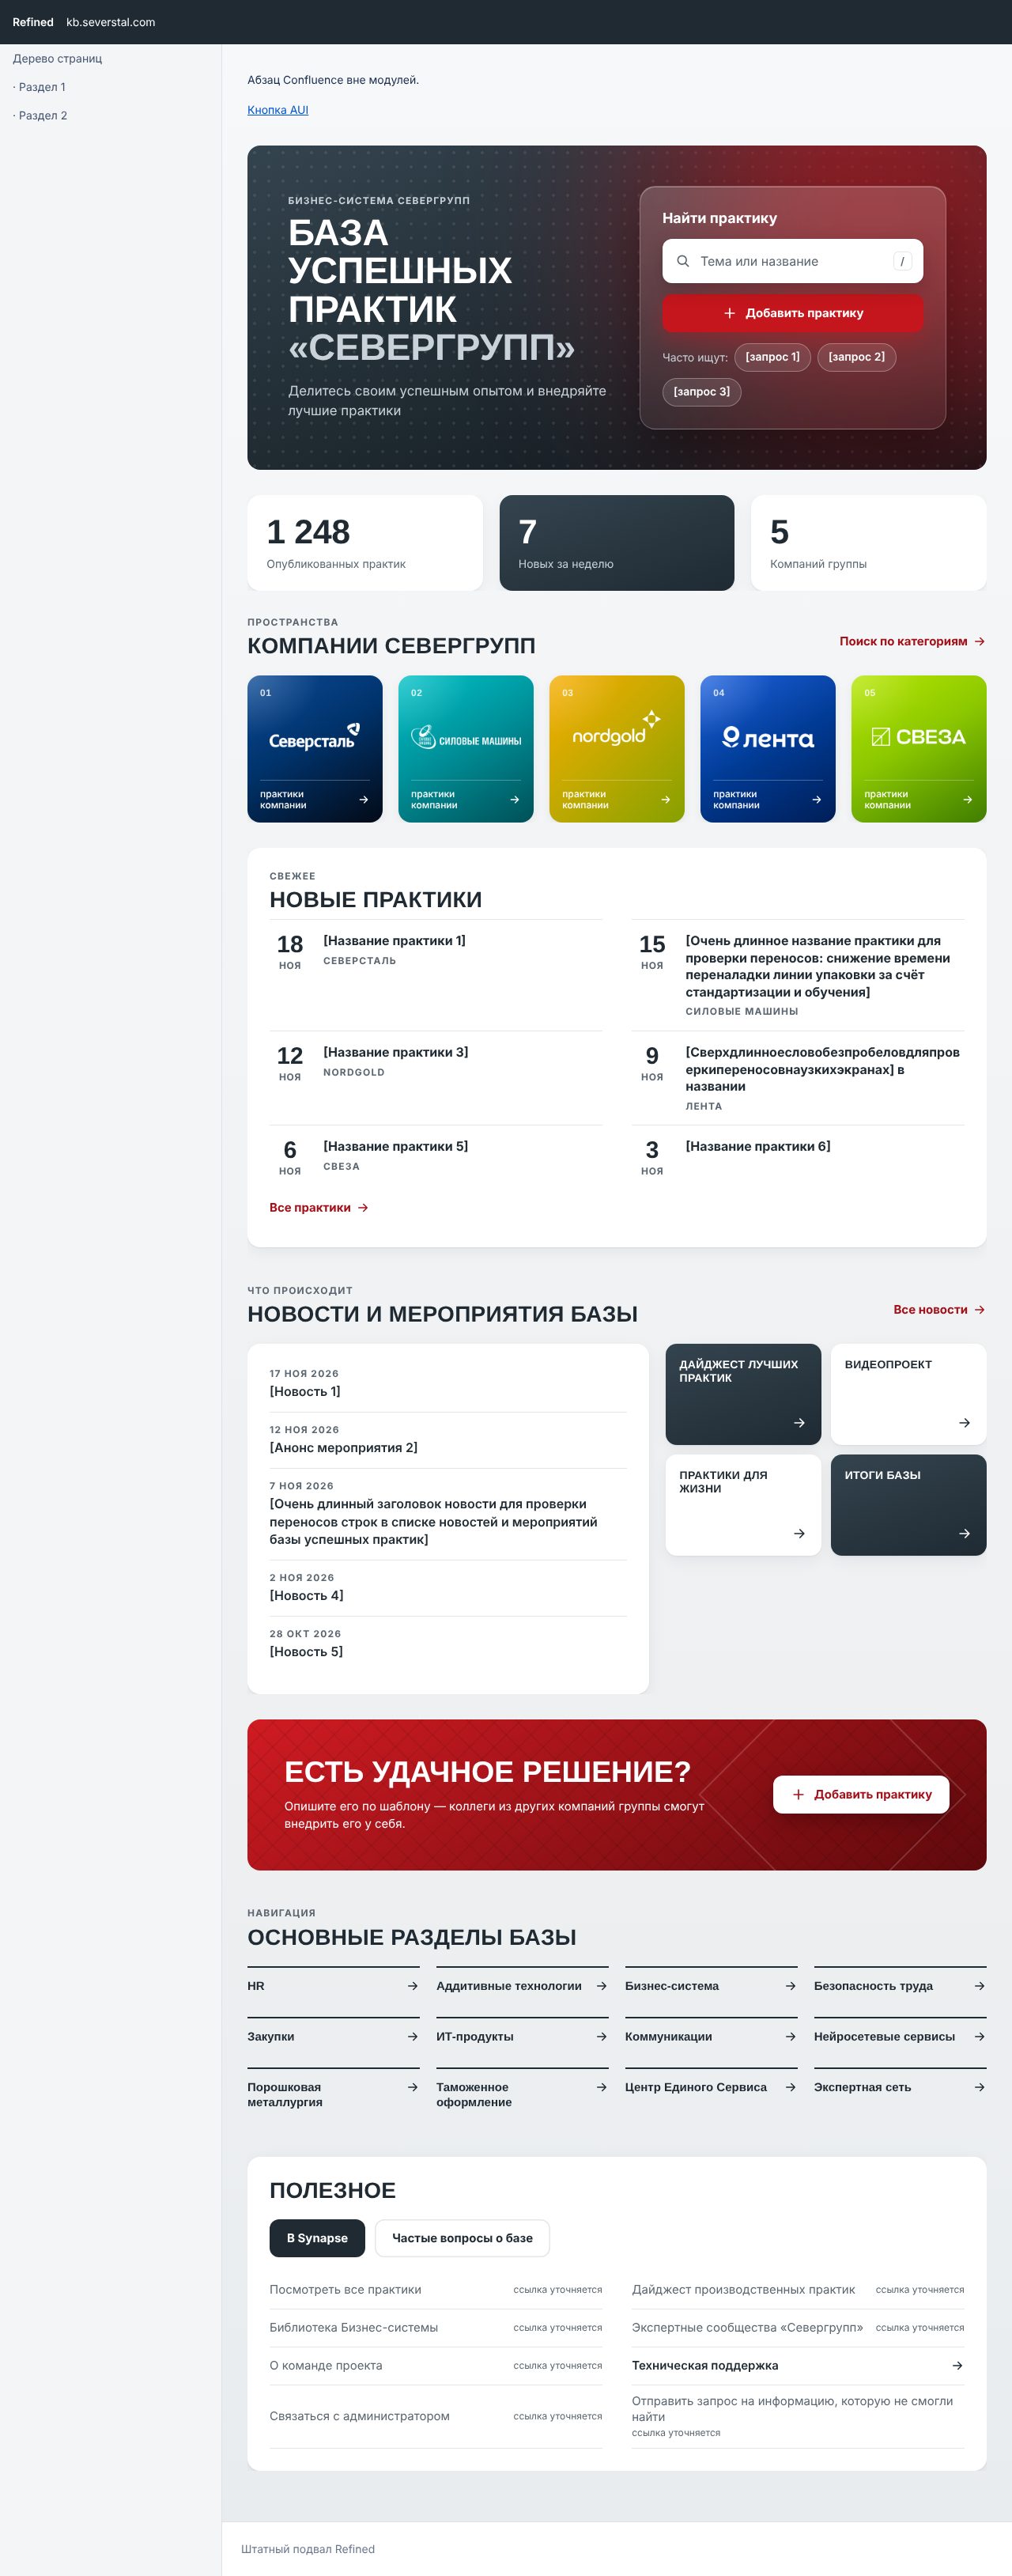 Refined kb.severstal.com
Дерево страниц
· Раздел 1
· Раздел 2
Абзац Confluence вне модулей.
Кнопка AUI
БИЗНЕС-СИСТЕМА СЕВЕРГРУПП
БАЗА
УСПЕШНЫХ
ПРАКТИК
«СЕВЕРГРУПП»
Делитесь своим успешным опытом и внедряйте
лучшие практики
Найти практику
Тема или название /
Добавить практику
Часто ищут: [запрос 1] [запрос 2]
[запрос 3]
1 248
Опубликованных практик
7
Новых за неделю
5
Компаний группы
ПРОСТРАНСТВА
КОМПАНИИ СЕВЕРГРУПП
Поиск по категориям →
01
Северсталь
практики
компании →
02
СИЛОВЫЕ МАШИНЫ
практики
компании →
03
nordgold
практики
компании →
04
лента
практики
компании →
05
СВЕЗА
практики
компании →
СВЕЖЕЕ
НОВЫЕ ПРАКТИКИ
18
НОЯ
[Название практики 1]
СЕВЕРСТАЛЬ
15
НОЯ
[Очень длинное название практики для
проверки переносов: снижение времени
переналадки линии упаковки за счёт
стандартизации и обучения]
СИЛОВЫЕ МАШИНЫ
12
НОЯ
[Название практики 3]
NORDGOLD
9
НОЯ
[Сверхдлинноесловобезпробеловдляпров
еркипереносовнаузкихэкранах] в
названии
ЛЕНТА
6
НОЯ
[Название практики 5]
СВЕЗА
3
НОЯ
[Название практики 6]
Все практики →
ЧТО ПРОИСХОДИТ
НОВОСТИ И МЕРОПРИЯТИЯ БАЗЫ
Все новости →
17 НОЯ 2026
[Новость 1]
12 НОЯ 2026
[Анонс мероприятия 2]
7 НОЯ 2026
[Очень длинный заголовок новости для проверки
переносов строк в списке новостей и мероприятий
базы успешных практик]
2 НОЯ 2026
[Новость 4]
28 ОКТ 2026
[Новость 5]
ДАЙДЖЕСТ ЛУЧШИХ
ПРАКТИК
→
ВИДЕОПРОЕКТ
→
ПРАКТИКИ ДЛЯ
ЖИЗНИ
→
ИТОГИ БАЗЫ
→
ЕСТЬ УДАЧНОЕ РЕШЕНИЕ?
Опишите его по шаблону — коллеги из других компаний группы смогут
внедрить его у себя.
Добавить практику
НАВИГАЦИЯ
ОСНОВНЫЕ РАЗДЕЛЫ БАЗЫ
HR →
Аддитивные технологии →
Бизнес-система →
Безопасность труда →
Закупки →
ИТ-продукты →
Коммуникации →
Нейросетевые сервисы →
Порошковая
металлургия →
Таможенное
оформление →
Центр Единого Сервиса →
Экспертная сеть →
ПОЛЕЗНОЕ
В Synapse
Частые вопросы о базе
Посмотреть все практики ссылка уточняется
Дайджест производственных практик ссылка уточняется
Библиотека Бизнес-системы ссылка уточняется
Экспертные сообщества «Севергрупп» ссылка уточняется
О команде проекта ссылка уточняется
Техническая поддержка →
Связаться с администратором ссылка уточняется
Отправить запрос на информацию, которую не смогли
найти
ссылка уточняется
Штатный подвал Refined